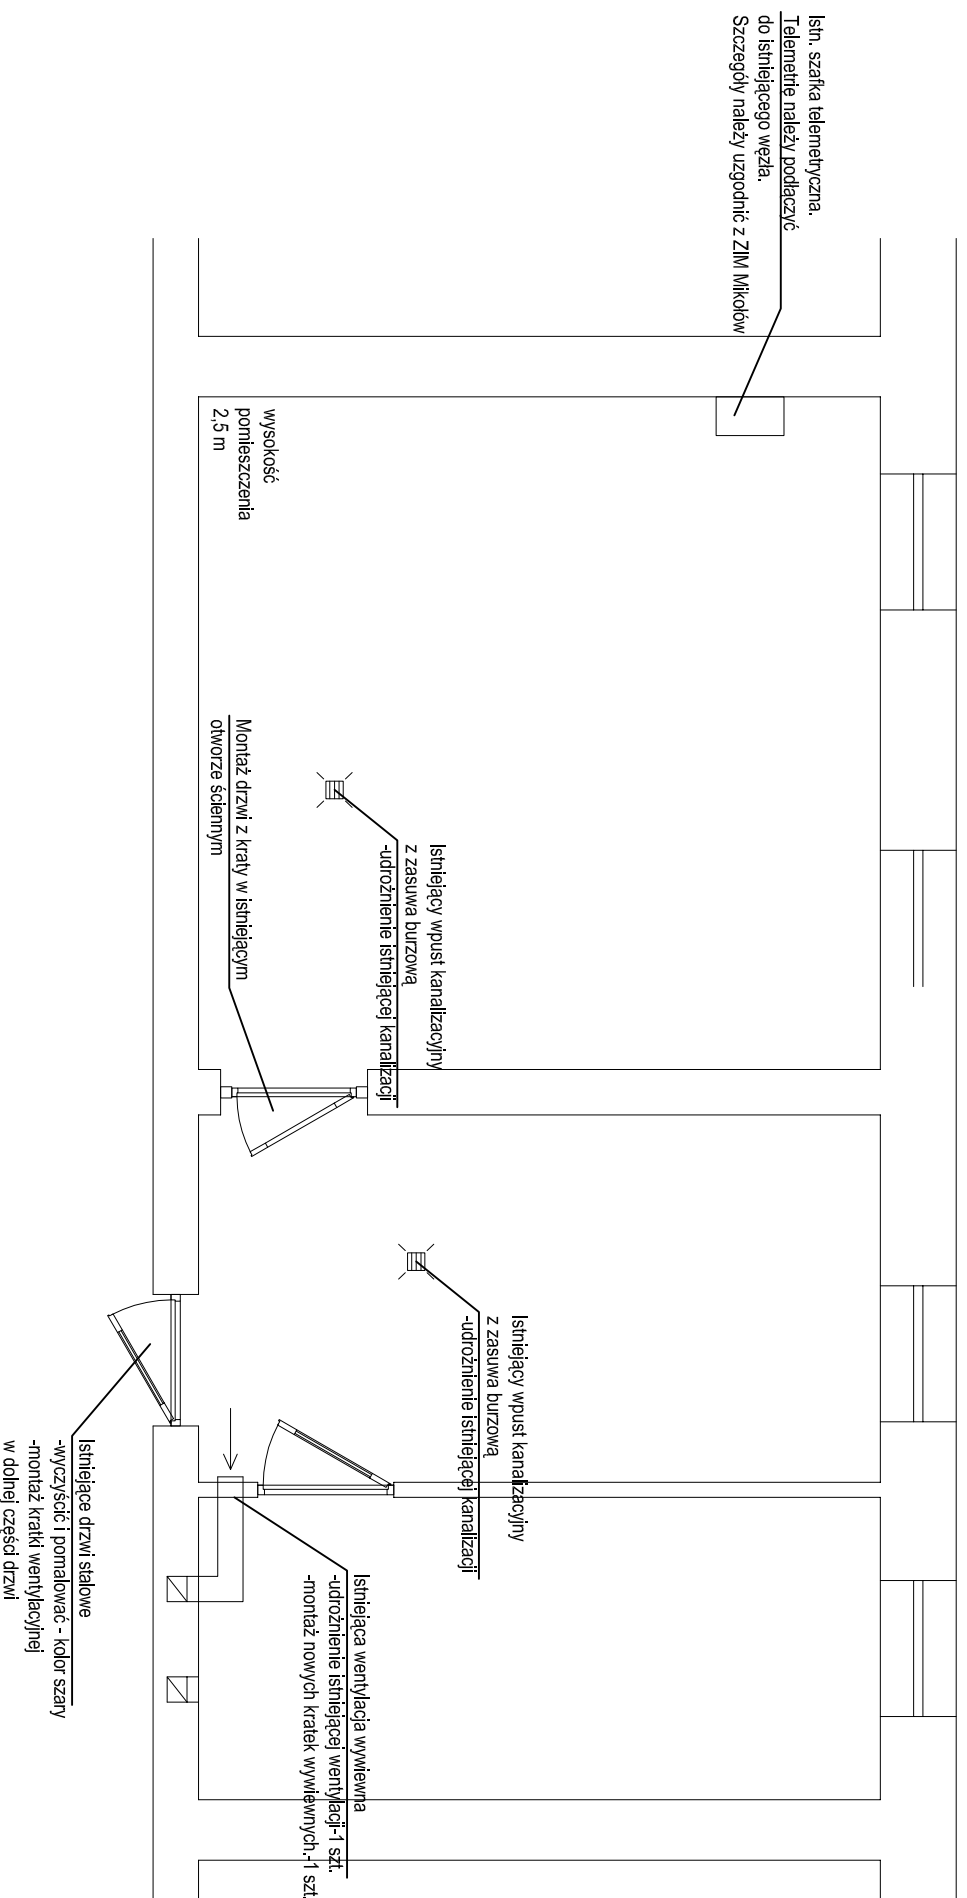 Istn. szafka telemetryczna.
Telemetrię należy podłączyć
do istniejącego węzła.
Szczegóły należy uzgodnić z ZIM Mikołów
wysokość
pomieszczenia
2,5 m
Istniejący wpust kanalizacyjny
z zasuwa burzową
-udrożnienie istniejącej kanalizacji
Montaż drzwi z kraty w istniejącym
otworze ściennym
Istniejący wpust kanalizacyjny
z zasuwa burzową
-udrożnienie istniejącej kanalizacji
Istniejąca wentylacja wywiewna
-udrożnienie istniejącej wentylacji-1 szt.
-montaż nowych kratek wywiewnych.-1 szt.
Istniejące drzwi stalowe
-wyczyścić i pomalować - kolor szary
-montaż kratki wentylacyjnej
w dolnej części drzwi